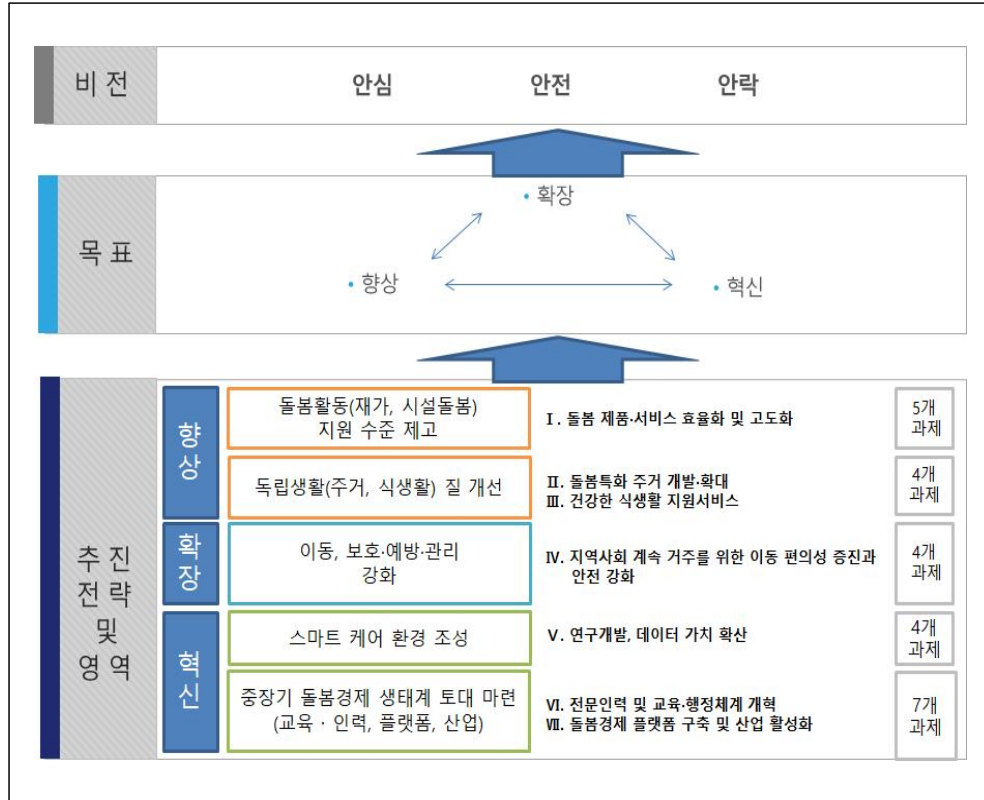 비 전
안심 안전 안락
목 표
• 확장
• 향상
• 혁신
추 진
전 략
및
영 역
향
상
돌봄활동(재가, 시설돌봄)
지원 수준 제고
Ⅰ. 돌봄 제품·서비스 효율화 및 고도화
5개
과제
독립생활(주거, 식생활) 질 개선
Ⅱ. 돌봄특화 주거 개발·확대
Ⅲ. 건강한 식생활 지원서비스
4개
과제
확
장
이동, 보호·예방·관리
강화
Ⅳ. 지역사회 계속 거주를 위한 이동 편의성 증진과
안전 강화
4개
과제
혁
신
스마트 케어 환경 조성
Ⅴ. 연구개발, 데이터 가치 확산
4개
과제
중장기 돌봄경제 생태계 토대 마련
(교육 · 인력, 플랫폼, 산업)
Ⅵ. 전문인력 및 교육·행정체계 개혁
Ⅶ. 돌봄경제 플랫폼 구축 및 산업 활성화
7개
과제